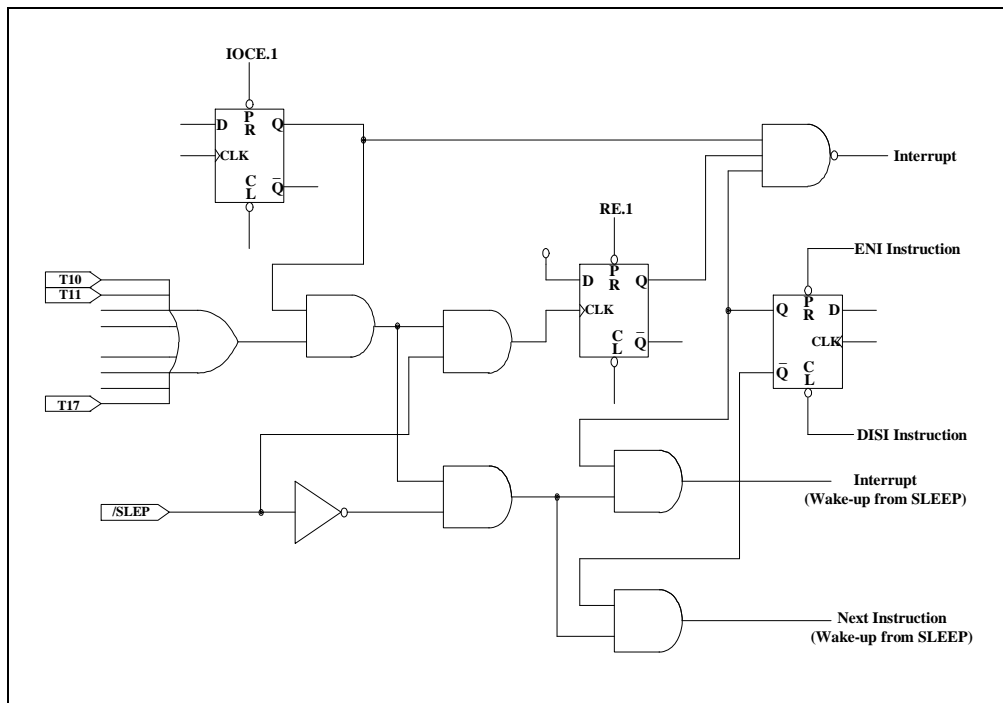 IOCE.1
D
P
R
Q
CLK
C
L
Q̅
Interrupt
RE.1
D
P
R
Q
CLK
C
L
Q̅
ENI Instruction
Q
P
R
D
CLK
Q̅
C
L
DISI Instruction
T10
T11
T17
/SLEP
Interrupt
(Wake-up from SLEEP)
Next Instruction
(Wake-up from SLEEP)